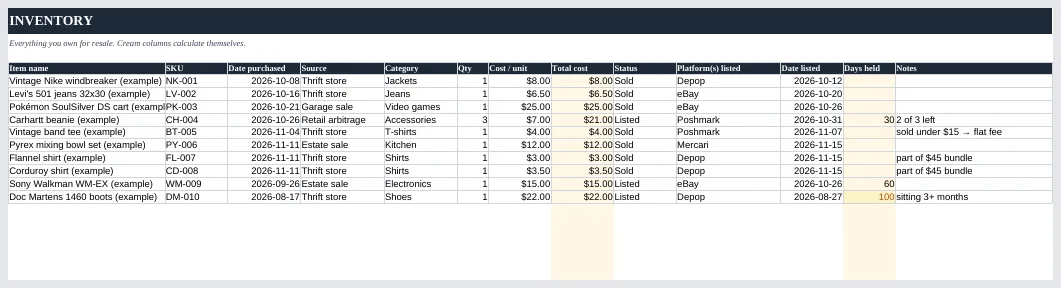 INVENTORY
Everything you own for resale. Cream columns calculate themselves.
Item name SKU Date purchased Source Category Qty Cost / unit Total cost Status Platform(s) listed Date listed Days held Notes
Vintage Nike windbreaker (example) NK-001 2026-10-08 Thrift store Jackets 1 $8.00 $8.00 Sold Depop 2026-10-12
Levi's 501 jeans 32x30 (example) LV-002 2026-10-16 Thrift store Jeans 1 $6.50 $6.50 Sold eBay 2026-10-20
Pokémon SoulSilver DS cart (exampl PK-003 2026-10-21 Garage sale Video games 1 $25.00 $25.00 Sold eBay 2026-10-26
Carhartt beanie (example) CH-004 2026-10-26 Retail arbitrage Accessories 3 $7.00 $21.00 Listed Poshmark 2026-10-31 30 2 of 3 left
Vintage band tee (example) BT-005 2026-11-04 Thrift store T-shirts 1 $4.00 $4.00 Sold Poshmark 2026-11-07 sold under $15 → flat fee
Pyrex mixing bowl set (example) PY-006 2026-11-11 Estate sale Kitchen 1 $12.00 $12.00 Sold Mercari 2026-11-15
Flannel shirt (example) FL-007 2026-11-11 Thrift store Shirts 1 $3.00 $3.00 Sold Depop 2026-11-15 part of $45 bundle
Corduroy shirt (example) CD-008 2026-11-11 Thrift store Shirts 1 $3.50 $3.50 Sold Depop 2026-11-15 part of $45 bundle
Sony Walkman WM-EX (example) WM-009 2026-09-26 Estate sale Electronics 1 $15.00 $15.00 Listed eBay 2026-10-26 60
Doc Martens 1460 boots (example) DM-010 2026-08-17 Thrift store Shoes 1 $22.00 $22.00 Listed Depop 2026-08-27 100 sitting 3+ months